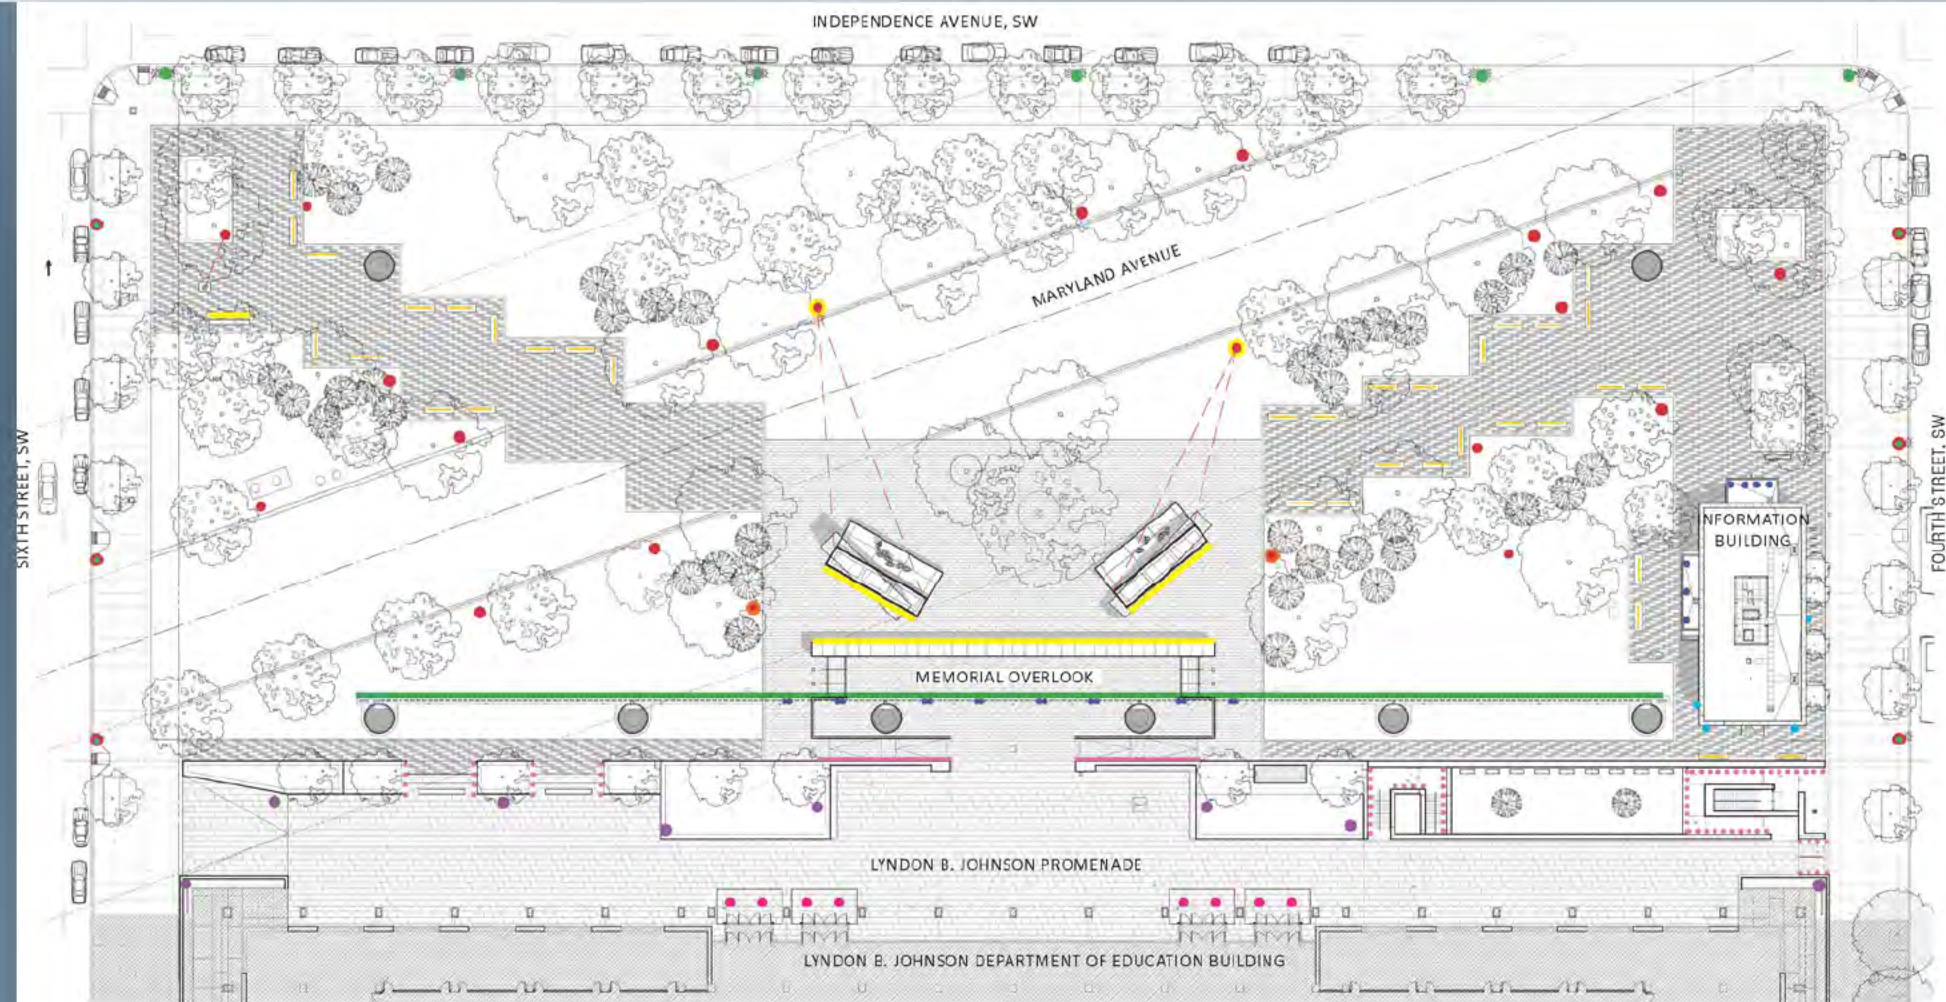 INDEPENDENCE AVENUE, SW
MARYLAND AVENUE
SIXTH STREET, SW
FOURTH STREET, SW
INFORMATION
BUILDING
MEMORIAL OVERLOOK
LYNDON B. JOHNSON PROMENADE
LYNDON B. JOHNSON DEPARTMENT OF EDUCATION BUILDING